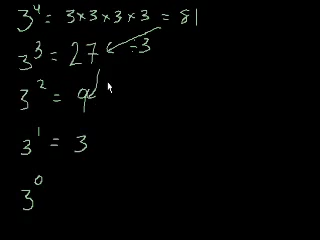 3⁴ = 3 × 3 × 3 × 3 = 81
3³ = 27 ÷3
3² = 9
3¹ = 3
3⁰